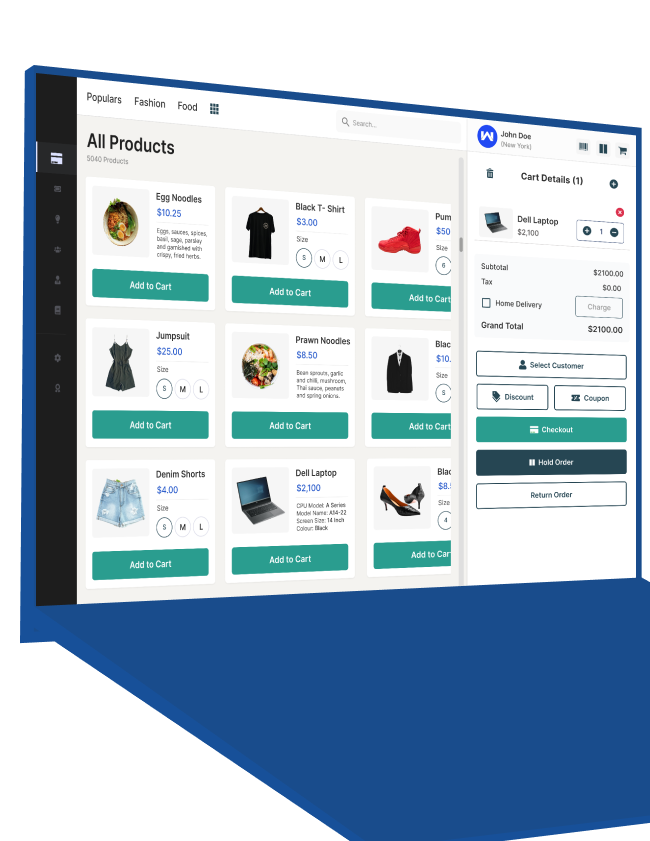 Populars Fashion Food
Search...
All Products
5040 Products
Egg Noodles
$10.25
Eggs, sauces, spices,
basil, sage, parsley
and garnished with
crispy, fried herbs.
Add to Cart
Black T- Shirt
$3.00
Size
S M L
Add to Cart
Pum
$50
Size
6
Add to Car
Jumpsuit
$25.00
Size
S M L
Add to Cart
Prawn Noodles
$8.50
Bean sprouts, garlic
and chilli, mushroom,
Thai sauce, penats
and spring onions.
Add to Cart
Blac
$10.
Size
S
Add to Car
Denim Shorts
$4.00
Size
S M L
Add to Cart
Dell Laptop
$2,100
CPU Model: A Series
Model Name: A14-22
Screen Size: 14 Inch
Colour: Black
Add to Cart
Blac
$8.
Size
4
Add to Car
John Doe
(New York)
Cart Details (1)
Dell Laptop
$2,100
1
Subtotal $2100.00
Tax $0.00
Home Delivery Charge
Grand Total $2100.00
Select Customer
Discount Coupon
Checkout
Hold Order
Return Order